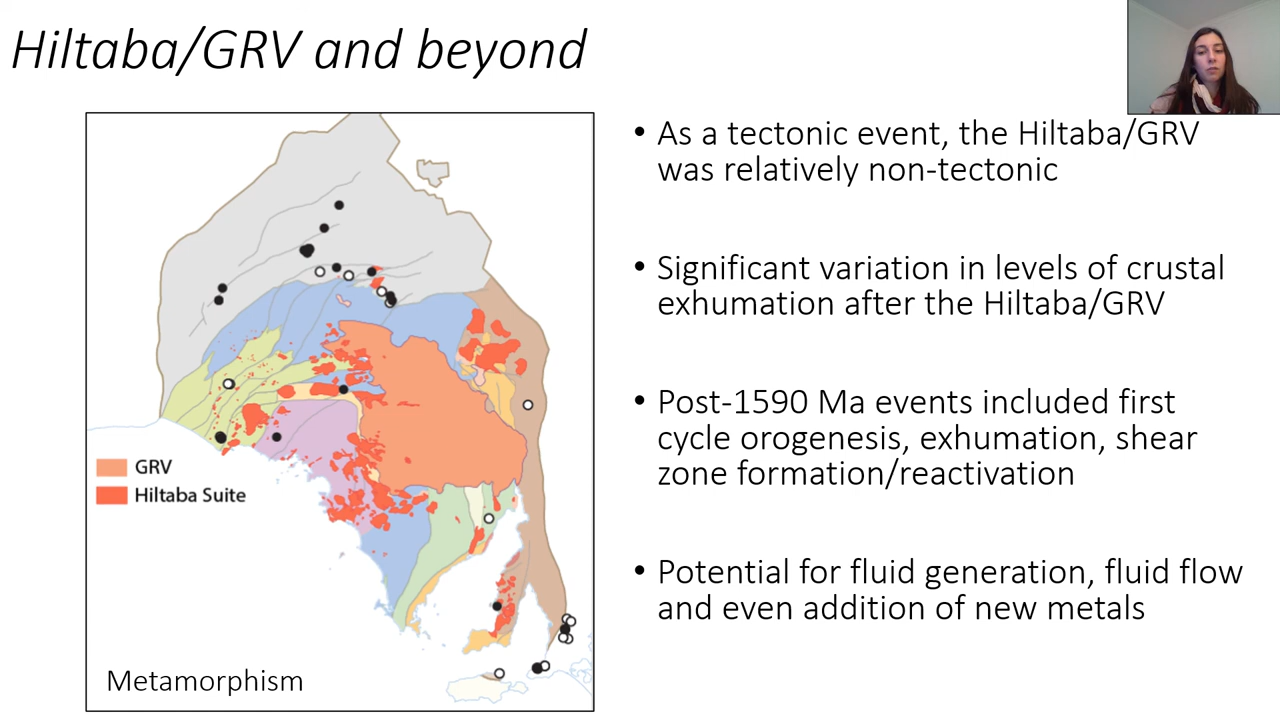 Hiltaba/GRV and beyond
• As a tectonic event, the Hiltaba/GRV
was relatively non-tectonic
• Significant variation in levels of crustal
exhumation after the Hiltaba/GRV
• Post-1590 Ma events included first
cycle orogenesis, exhumation, shear
zone formation/reactivation
• Potential for fluid generation, fluid flow
and even addition of new metals
GRV
Hiltaba Suite
Metamorphism